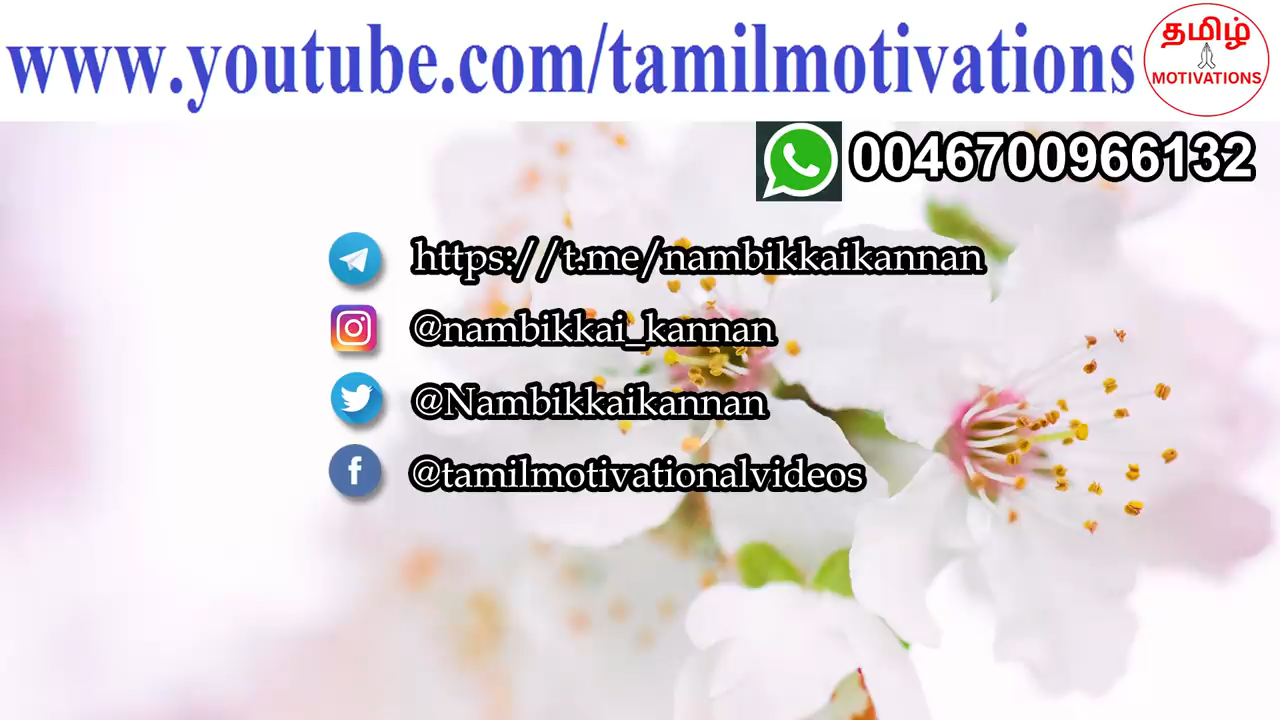 www.youtube.com/tamilmotivations
தமிழ்
MOTIVATIONS
0046700966132
https://t.me/nambikkaikannan
@nambikkai_kannan
@Nambikkaikannan
@tamilmotivationalvideos